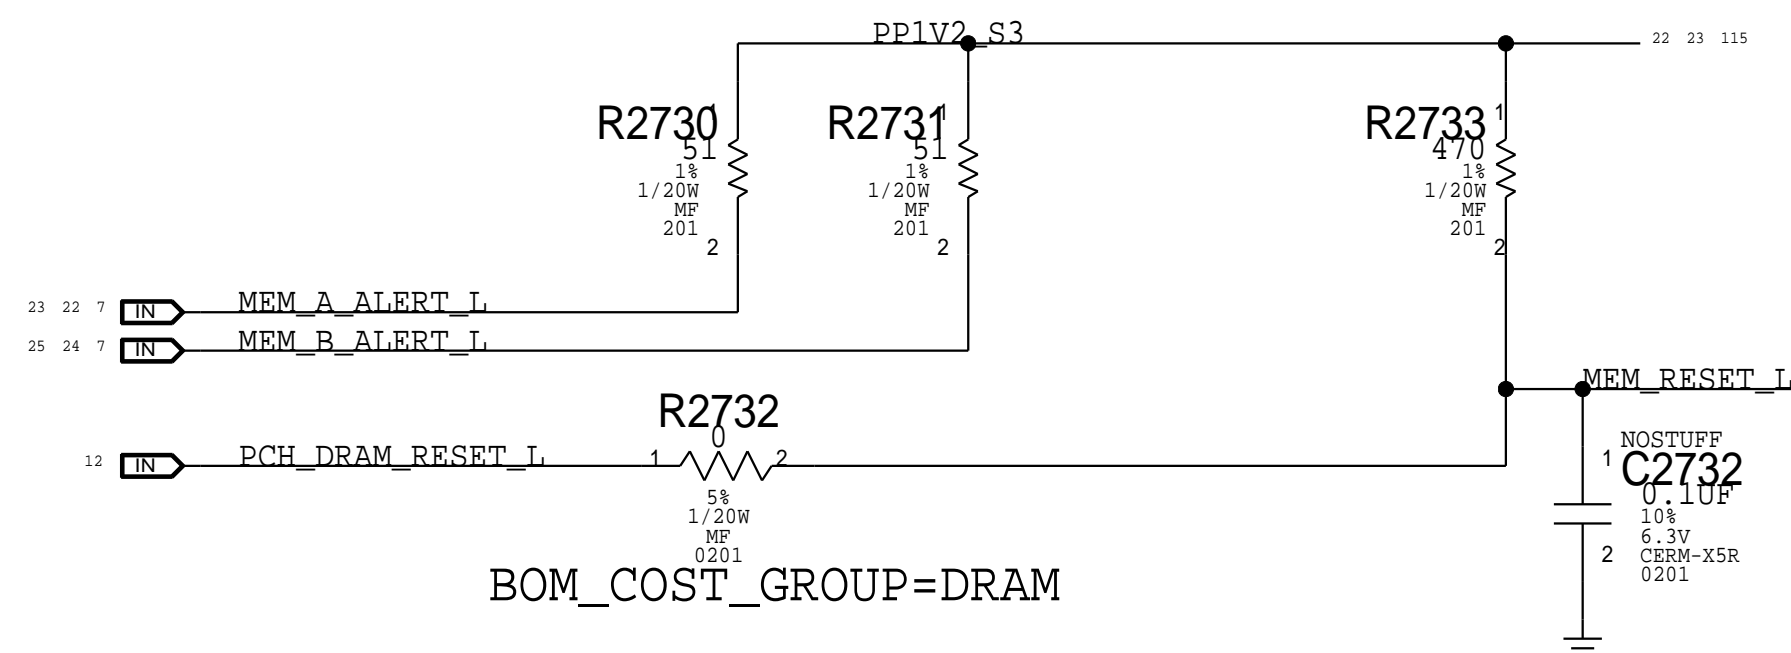 PP1V2_S3
22 23 115
R2730
1
51
1%
1/20W
MF
201
2
R2731
1
51
1%
1/20W
MF
201
2
R2733
1
470
1%
1/20W
MF
201
2
23 22 7 IN MEM_A_ALERT_L
25 24 7 IN MEM_B_ALERT_L
MEM_RESET_L
R2732
0
12 IN PCH_DRAM_RESET_L 1 2
5%
1/20W
MF
0201
NOSTUFF
1 C2732
0.1UF
10%
6.3V
2 CERM-X5R
0201
BOM_COST_GROUP=DRAM